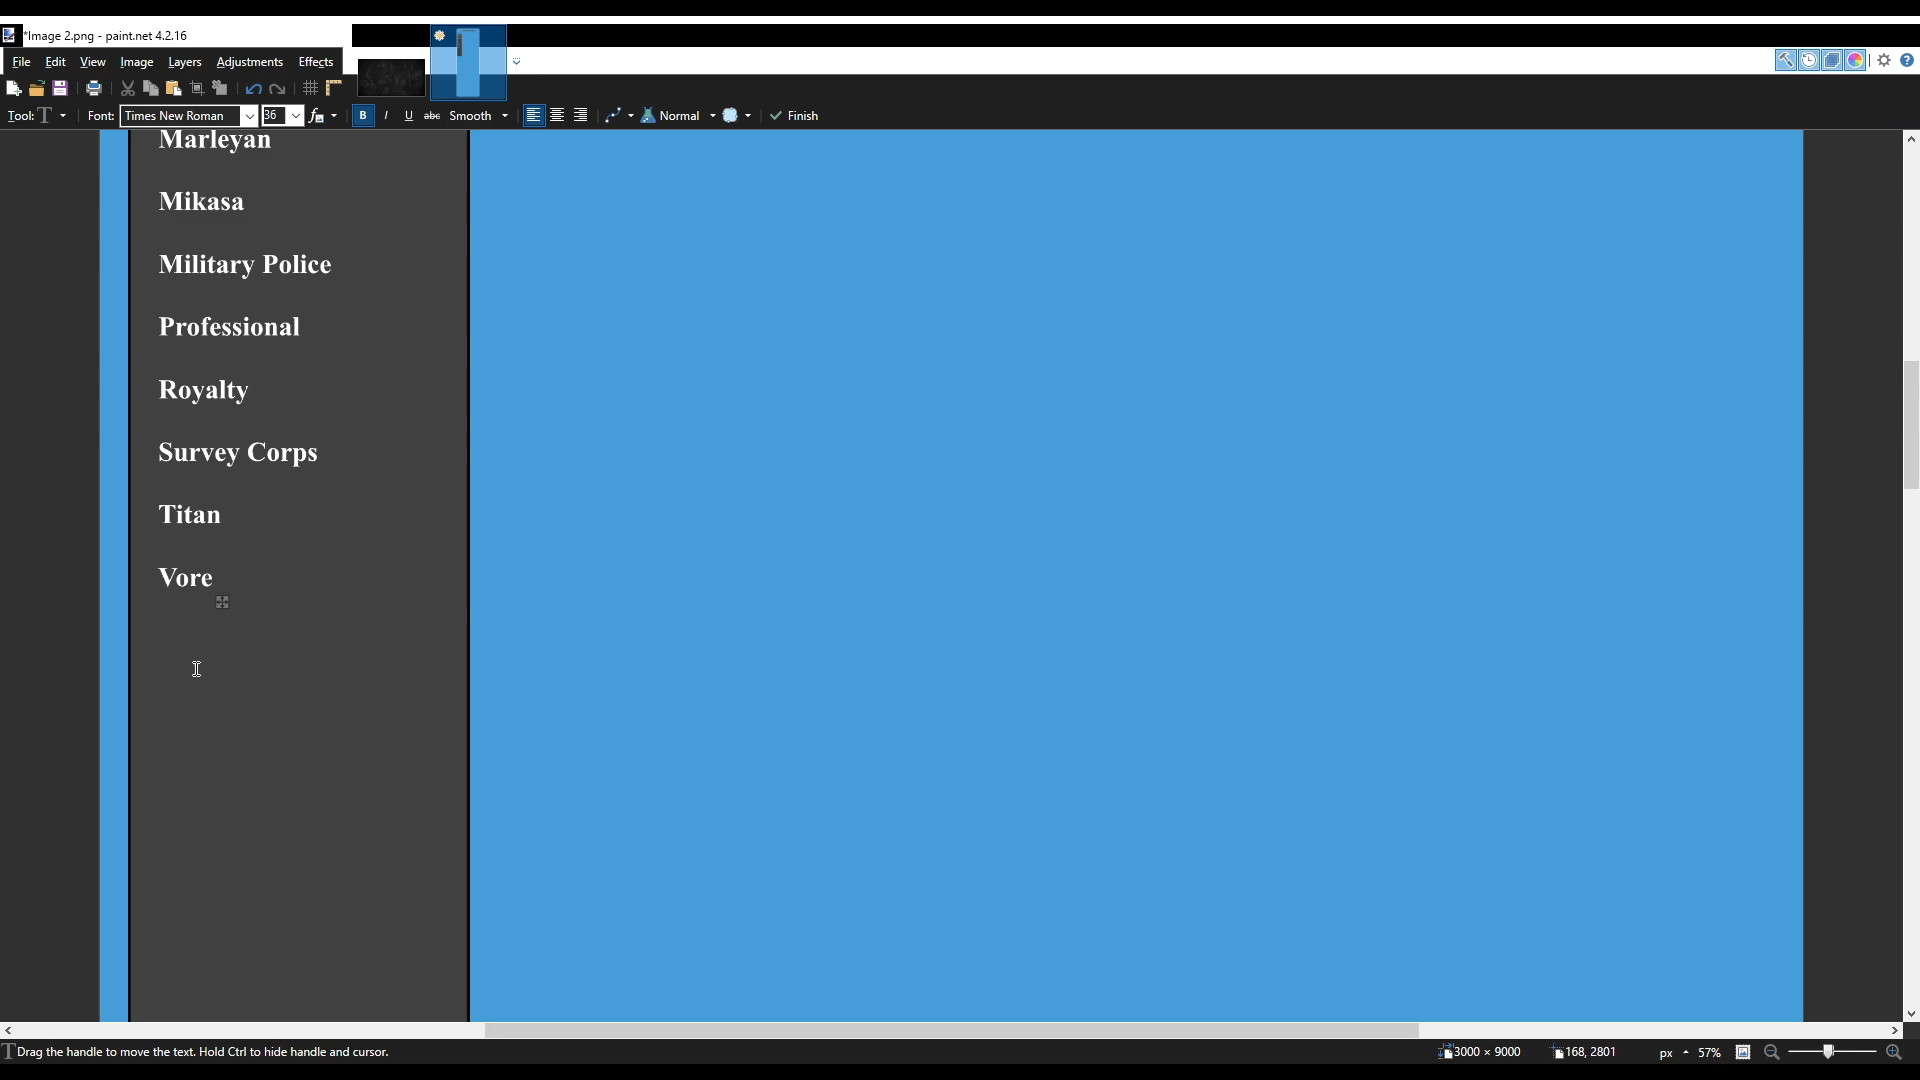 *Image 2.png - paint.net 4.2.16
File Edit View Image Layers Adjustments Effects
Tool: T Font: Times New Roman 36 fx B I U abc Smooth Normal Finish
Marleyan
Mikasa
Military Police
Professional
Royalty
Survey Corps
Titan
Vore
Drag the handle to move the text. Hold Ctrl to hide handle and cursor. 3000 × 9000 168, 2801 px 57%